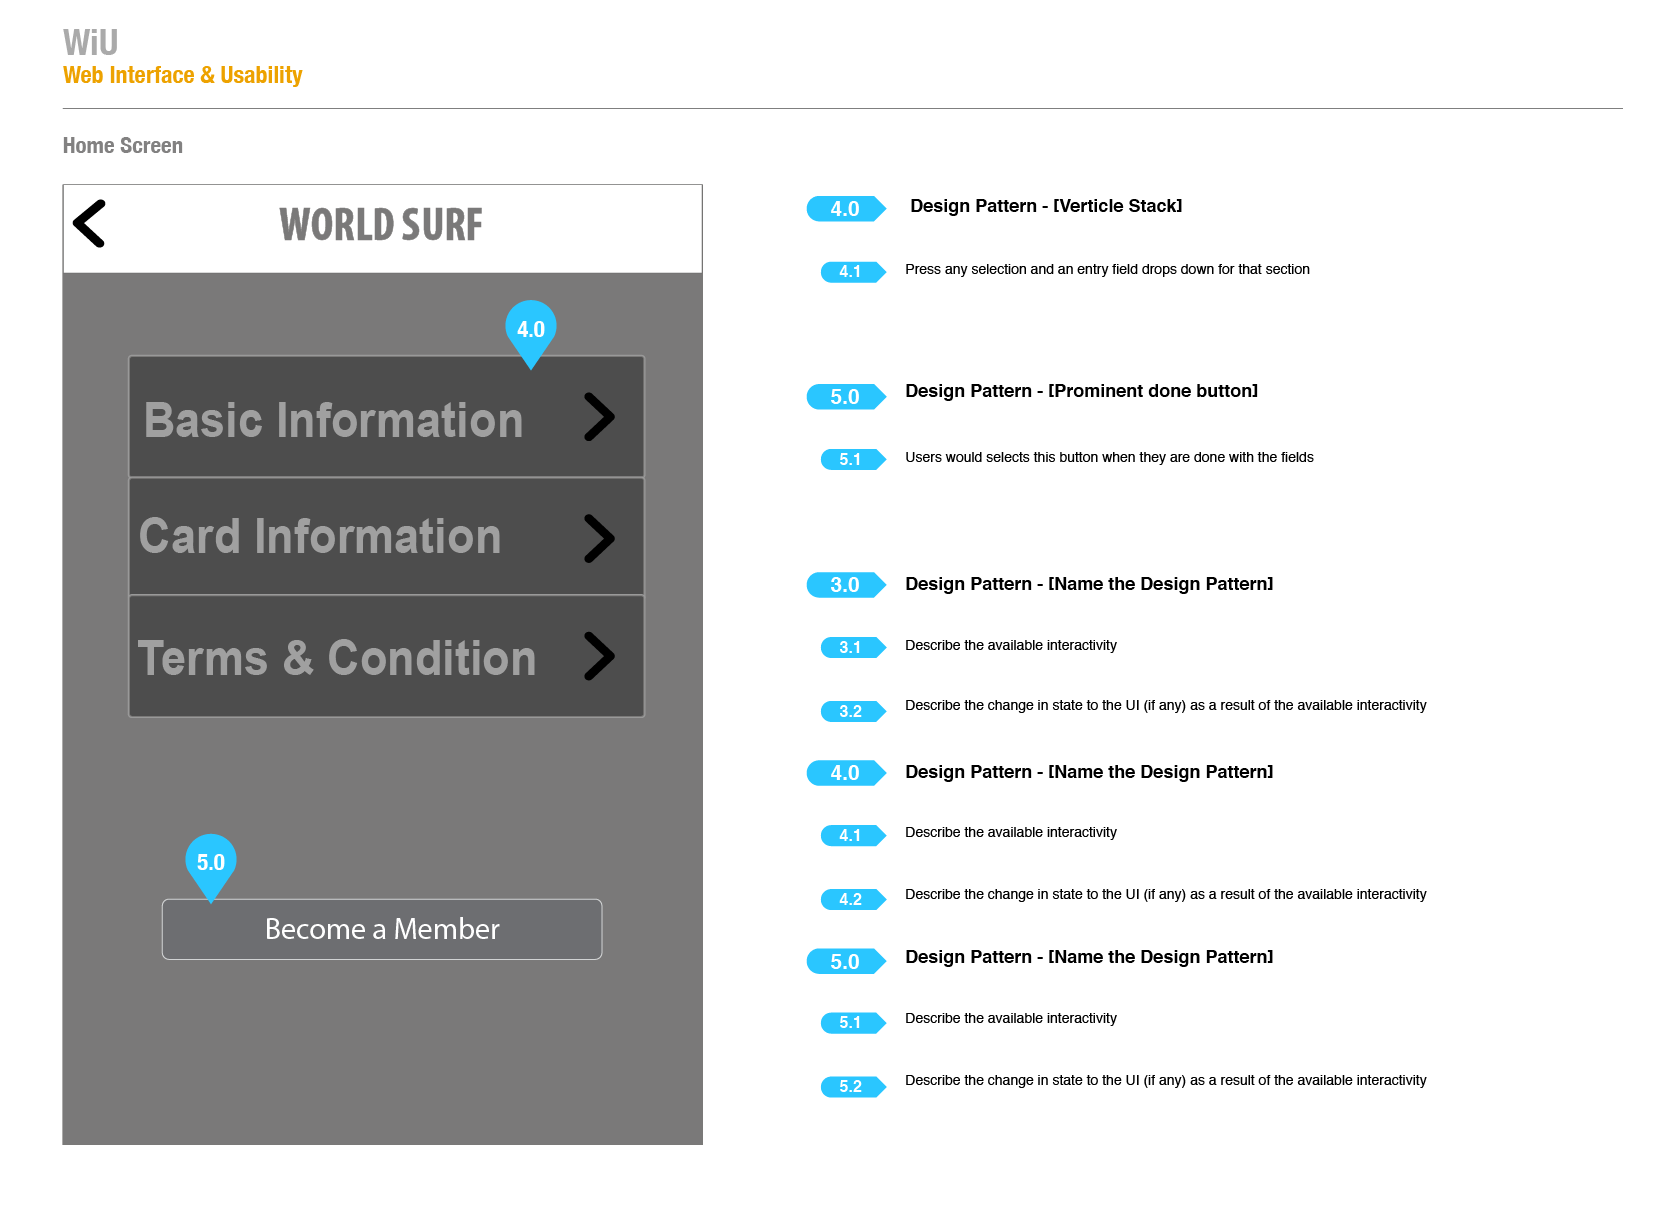 WiU
Web Interface & Usability
Home Screen
WORLD SURF
4.0
Basic Information
Card Information
Terms & Condition
5.0
Become a Member
4.0 Design Pattern - [Verticle Stack]
4.1 Press any selection and an entry field drops down for that section
5.0 Design Pattern - [Prominent done button]
5.1 Users would selects this button when they are done with the fields
3.0 Design Pattern - [Name the Design Pattern]
3.1 Describe the available interactivity
3.2 Describe the change in state to the UI (if any) as a result of the available interactivity
4.0 Design Pattern - [Name the Design Pattern]
4.1 Describe the available interactivity
4.2 Describe the change in state to the UI (if any) as a result of the available interactivity
5.0 Design Pattern - [Name the Design Pattern]
5.1 Describe the available interactivity
5.2 Describe the change in state to the UI (if any) as a result of the available interactivity